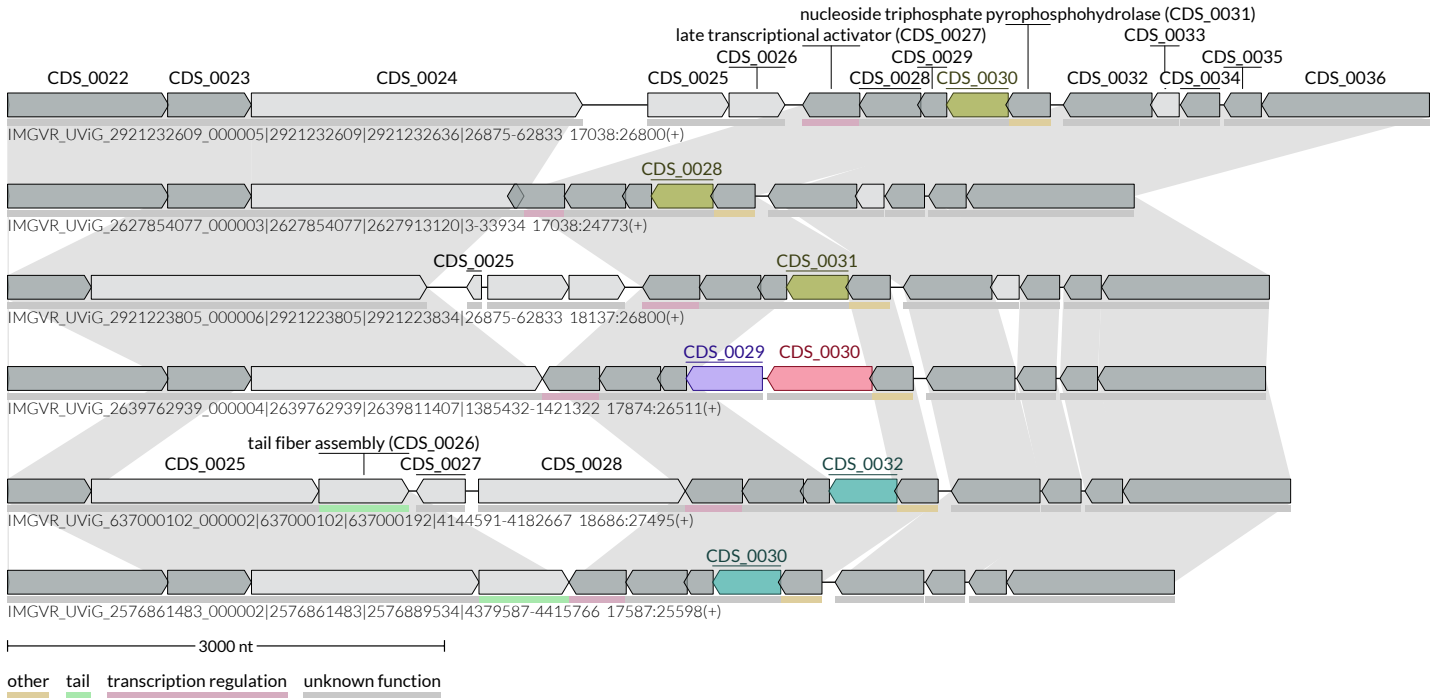 nucleoside triphosphate pyrophosphohydrolase (CDS_0031)
late transcriptional activator (CDS_0027) CDS_0033
CDS_0026 CDS_0029 CDS_0035
CDS_0022 CDS_0023 CDS_0024 CDS_0025 CDS_0028 CDS_0030 CDS_0032 CDS_0034 CDS_0036
IMGVR_UViG_2921232609_000005|2921232609|2921232636|26875-62833 17038:26800(+)
CDS_0028
IMGVR_UViG_2627854077_000003|2627854077|2627913120|3-33934 17038:24773(+)
CDS_0025 CDS_0031
IMGVR_UViG_2921223805_000006|2921223805|2921223834|26875-62833 18137:26800(+)
CDS_0029 CDS_0030
IMGVR_UViG_2639762939_000004|2639762939|2639811407|1385432-1421322 17874:26511(+)
tail fiber assembly (CDS_0026)
CDS_0025 CDS_0027 CDS_0028 CDS_0032
IMGVR_UViG_637000102_000002|637000102|637000192|4144591-4182667 18686:27495(+)
CDS_0030
IMGVR_UViG_2576861483_000002|2576861483|2576889534|4379587-4415766 17587:25598(+)
3000 nt
other tail transcription regulation unknown function